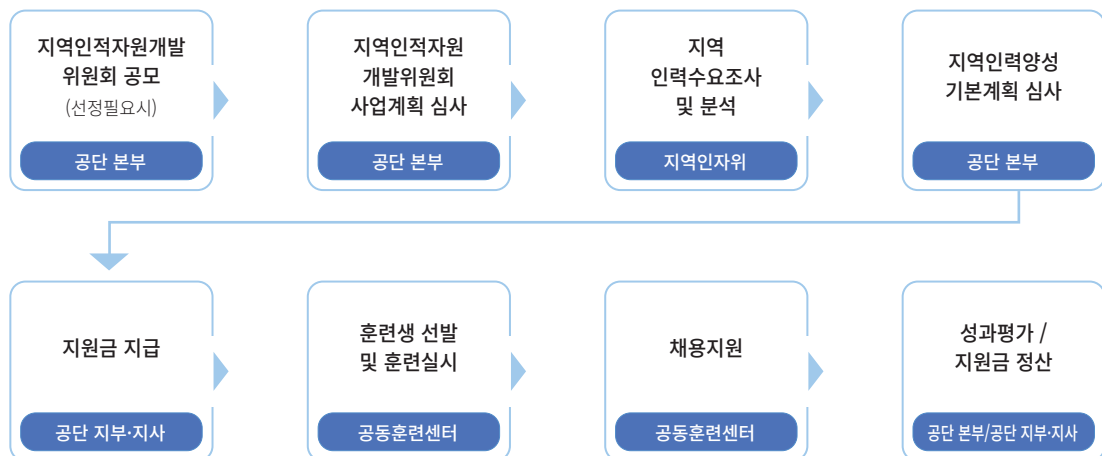 지역인적자원개발
위원회 공모
(선정필요시)
공단 본부
지역인적자원
개발위원회
사업계획 심사
공단 본부
지역
인력수요조사
및 분석
지역인자위
지역인력양성
기본계획 심사
공단 본부
지원금 지급
공단 지부·지사
훈련생 선발
및 훈련실시
공동훈련센터
채용지원
공동훈련센터
성과평가 /
지원금 정산
공단 본부/공단 지부·지사